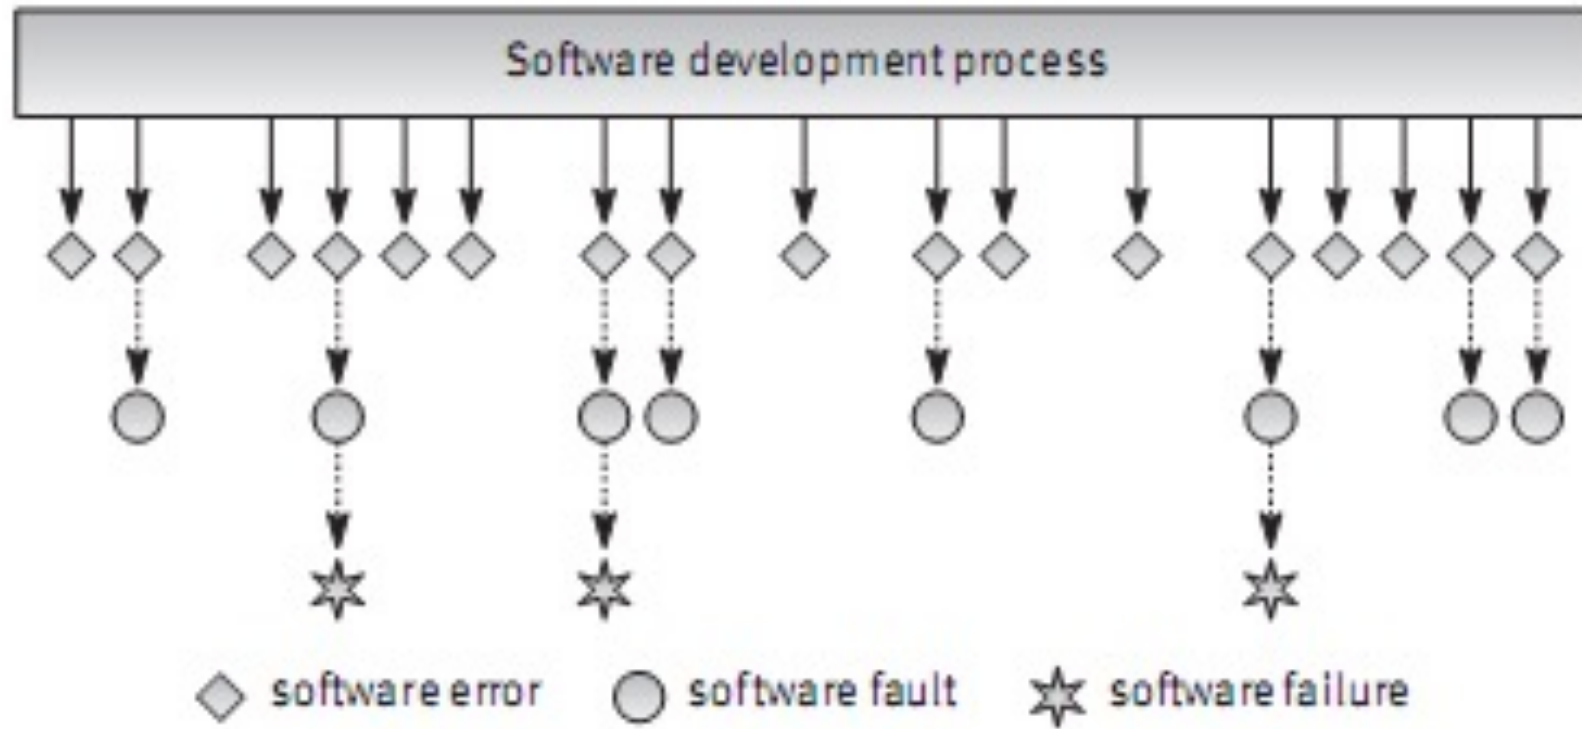 Software development process
software error
software fault
software failure